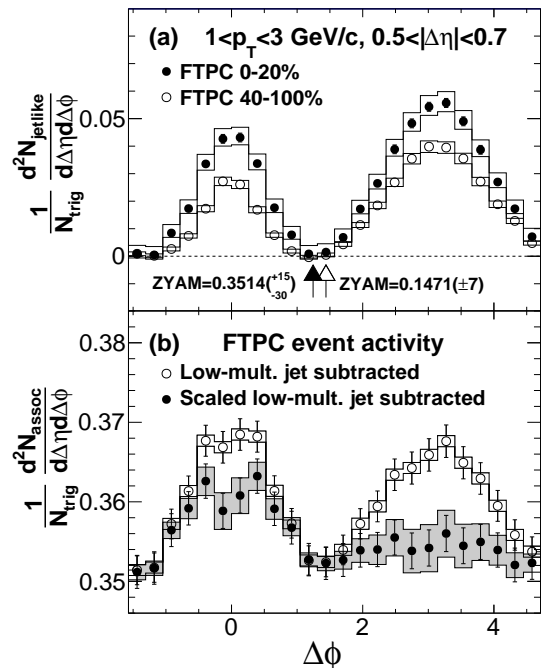 (a) 1<p_T<3 GeV/c, 0.5<|Δη|<0.7
FTPC 0-20%
FTPC 40-100%
1/N_trig d²N_jetlike/dΔηdΔϕ
0.05
0
ZYAM=0.3514(+15 -30) ZYAM=0.1471(±7)
(b) FTPC event activity
Low-mult. jet subtracted
Scaled low-mult. jet subtracted
1/N_trig d²N_assoc/dΔηdΔϕ
0.38
0.37
0.36
0.35
0 2 4
Δϕ